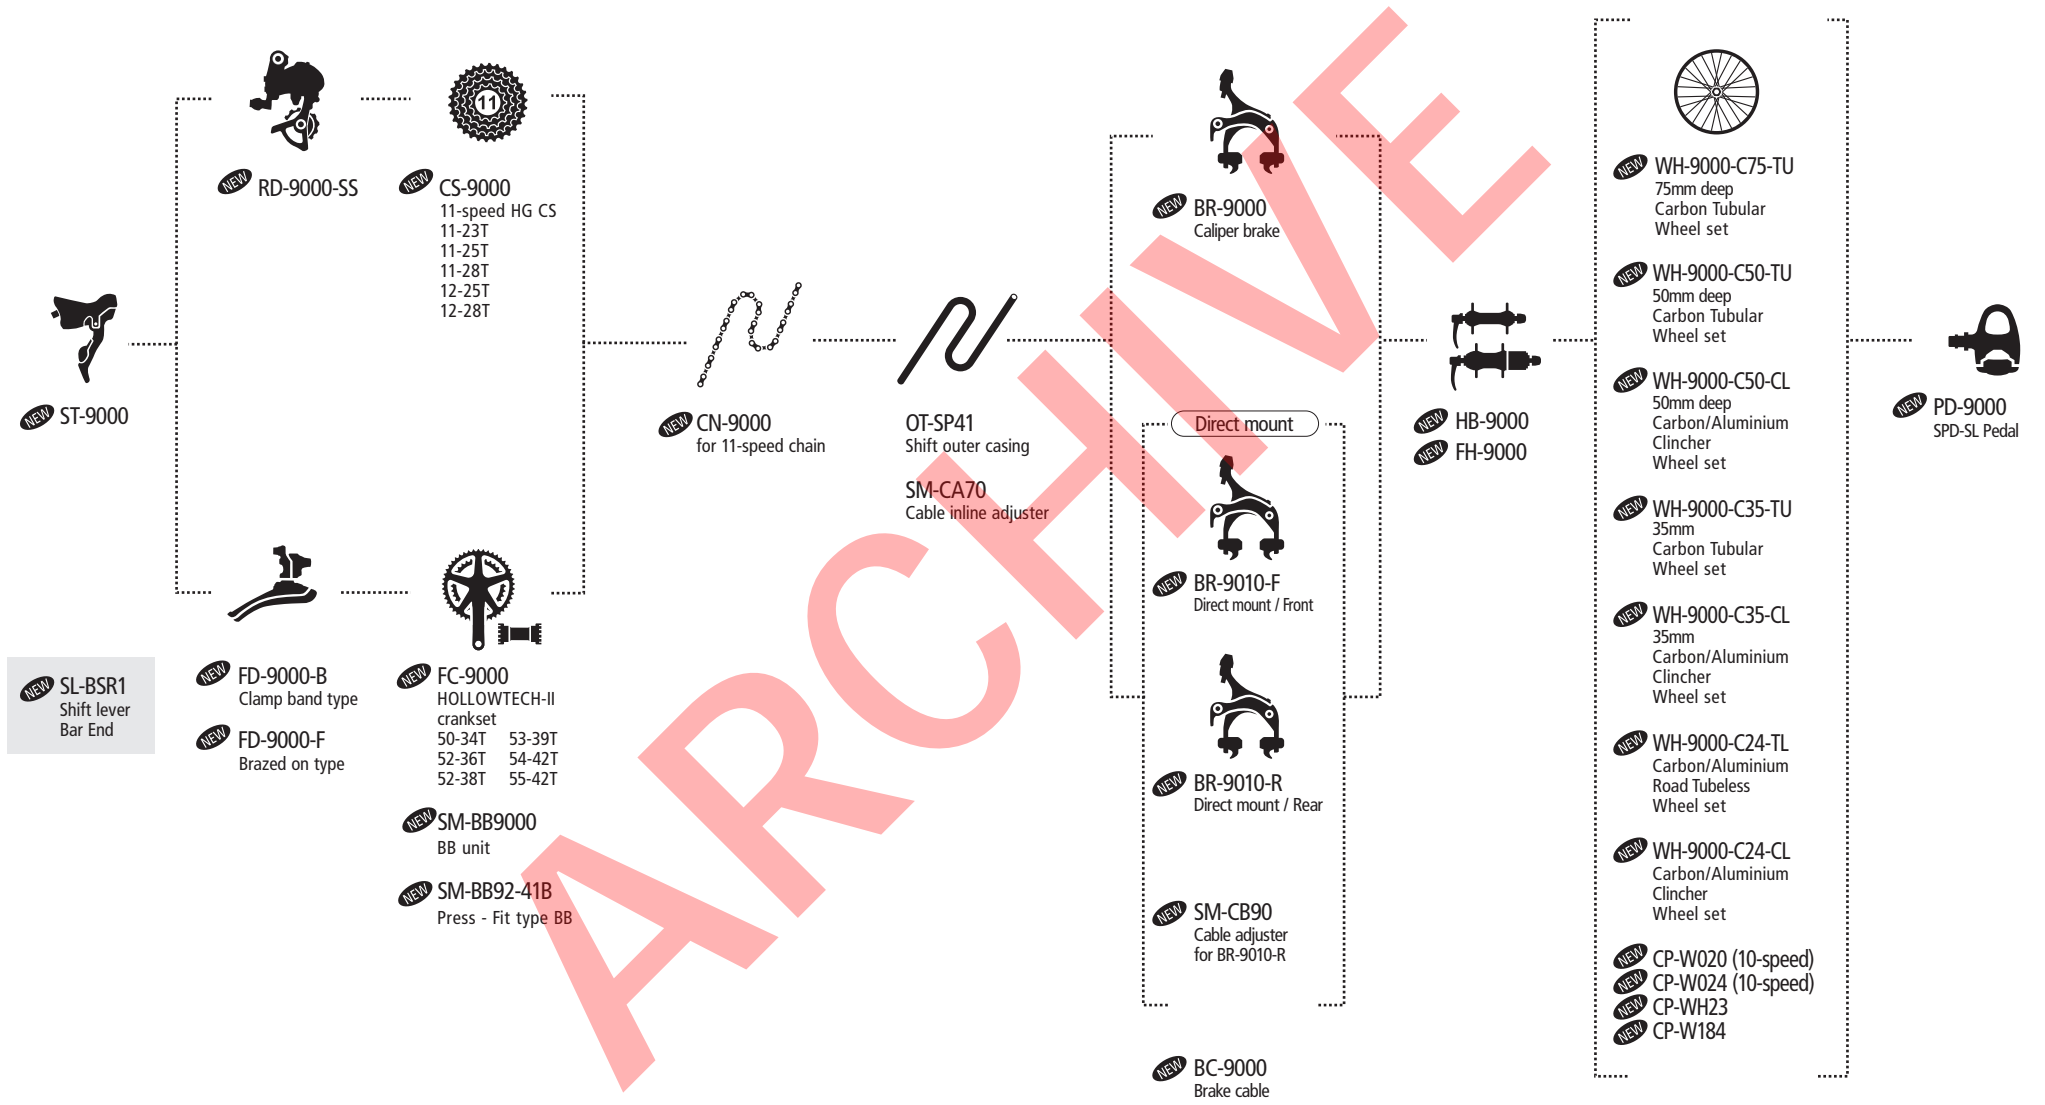 NEW ST-9000
NEW SL-BSR1
Shift lever
Bar End
NEW RD-9000-SS
11
NEW CS-9000
11-speed HG CS
11-23T
11-25T
11-28T
12-25T
12-28T
NEW FD-9000-B
Clamp band type
NEW FD-9000-F
Brazed on type
NEW FC-9000
HOLLOWTECH-II
crankset
50-34T 53-39T
52-36T 54-42T
52-38T 55-42T
NEW SM-BB9000
BB unit
NEW SM-BB92-41B
Press - Fit type BB
NEW CN-9000
for 11-speed chain
OT-SP41
Shift outer casing
SM-CA70
Cable inline adjuster
NEW BR-9000
Caliper brake
Direct mount
NEW BR-9010-F
Direct mount / Front
NEW BR-9010-R
Direct mount / Rear
NEW SM-CB90
Cable adjuster
for BR-9010-R
NEW BC-9000
Brake cable
NEW HB-9000
NEW FH-9000
NEW WH-9000-C75-TU
75mm deep
Carbon Tubular
Wheel set
NEW WH-9000-C50-TU
50mm deep
Carbon Tubular
Wheel set
NEW WH-9000-C50-CL
50mm deep
Carbon/Aluminium
Clincher
Wheel set
NEW WH-9000-C35-TU
35mm
Carbon Tubular
Wheel set
NEW WH-9000-C35-CL
35mm
Carbon/Aluminium
Clincher
Wheel set
NEW WH-9000-C24-TL
Carbon/Aluminium
Road Tubeless
Wheel set
NEW WH-9000-C24-CL
Carbon/Aluminium
Clincher
Wheel set
NEW CP-W020 (10-speed)
NEW CP-W024 (10-speed)
NEW CP-WH23
NEW CP-W184
NEW PD-9000
SPD-SL Pedal
ARCHIVE